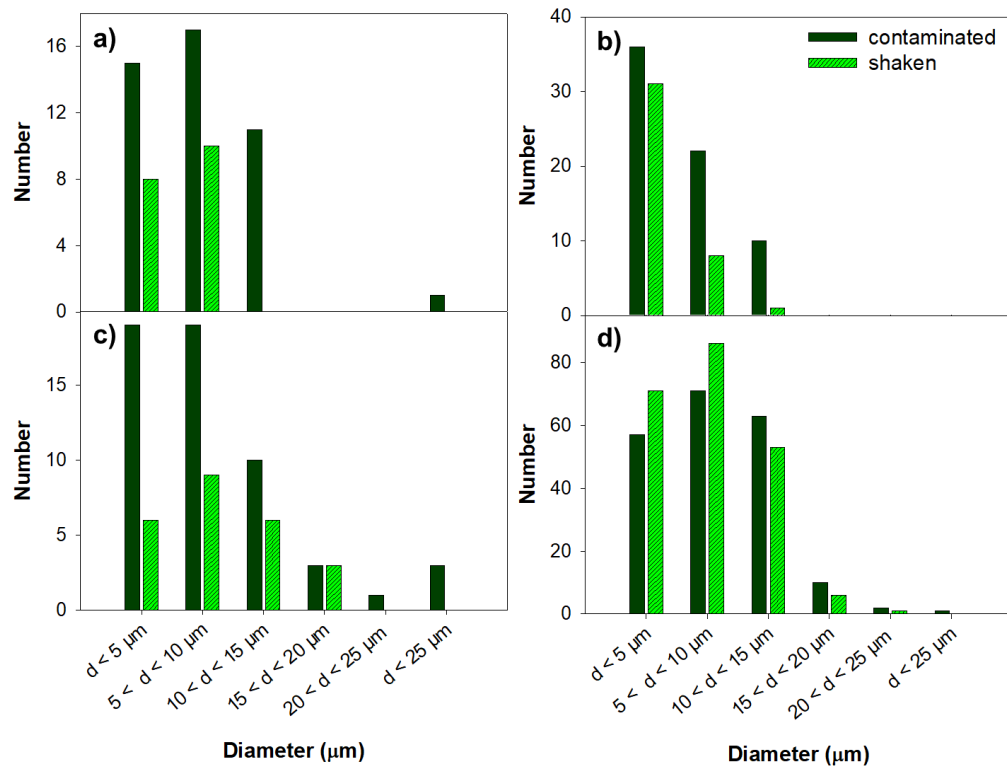 a)
Number
16
12
8
4
0
b)
contaminated
shaken
Number
40
30
20
10
0
c)
Number
15
10
5
0
d < 5 µm
5 < d < 10 µm
10 < d < 15 µm
15 < d < 20 µm
20 < d < 25 µm
d < 25 µm
Diameter (µm)
d)
Number
80
60
40
20
0
d < 5 µm
5 < d < 10 µm
10 < d < 15 µm
15 < d < 20 µm
20 < d < 25 µm
d < 25 µm
Diameter (µm)